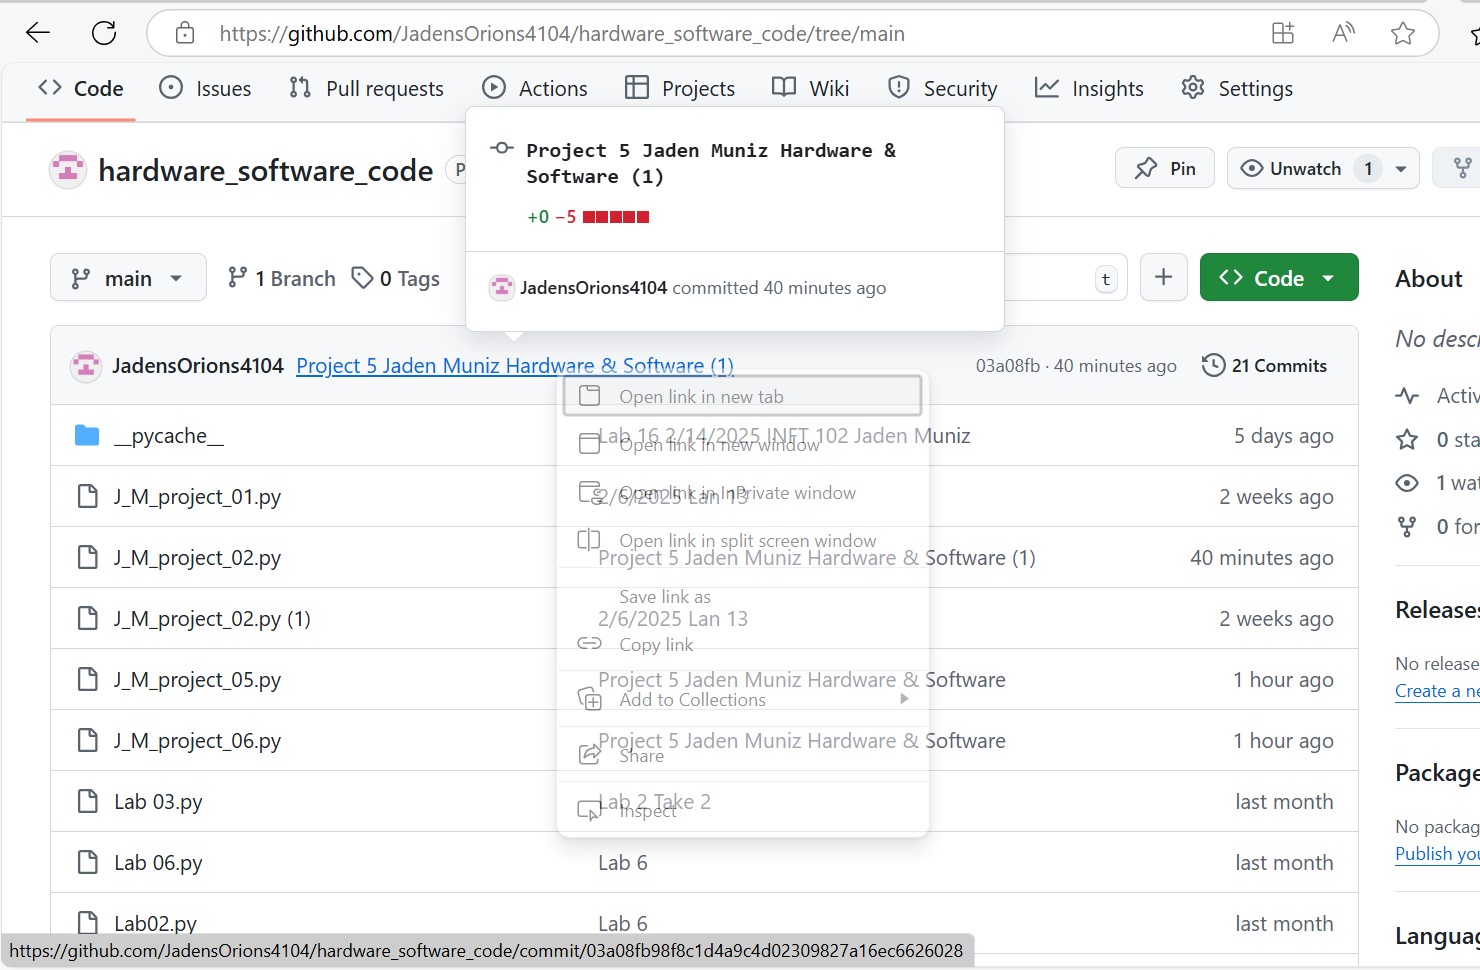 https://github.com/JadensOrions4104/hardware_software_code/tree/main
Code Issues Pull requests Actions Projects Wiki Security Insights Settings
Project 5 Jaden Muniz Hardware &
Software (1)
+0 −5
JadensOrions4104 committed 40 minutes ago
hardware_software_code P
Pin Unwatch 1
main 1 Branch 0 Tags t Code
About
No descr
JadensOrions4104 Project 5 Jaden Muniz Hardware & Software (1) 03a08fb · 40 minutes ago 21 Commits
Open link in new tab
Activ
__pycache__ Lab 16 2/14/2025 INFT 102 Jaden Muniz 5 days ago
0 sta
Open link in new window
1 wat
J_M_project_01.py 2/6/2025 Lan 13 2 weeks ago
Open link in InPrivate window
0 for
Open link in split screen window
J_M_project_02.py Project 5 Jaden Muniz Hardware & Software (1) 40 minutes ago
Save link as
Releases
J_M_project_02.py (1) 2/6/2025 Lan 13 2 weeks ago
Copy link
No release
J_M_project_05.py Project 5 Jaden Muniz Hardware & Software 1 hour ago
Create a ne
Add to Collections
J_M_project_06.py Project 5 Jaden Muniz Hardware & Software 1 hour ago
Share
Package
Lab 03.py Lab 2 Take 2 last month
Inspect
No packag
Publish you
Lab 06.py Lab 6 last month
Lab02.py Lab 6 last month
Languag
https://github.com/JadensOrions4104/hardware_software_code/commit/03a08fb98f8c1d4a9c4d02309827a16ec6626028